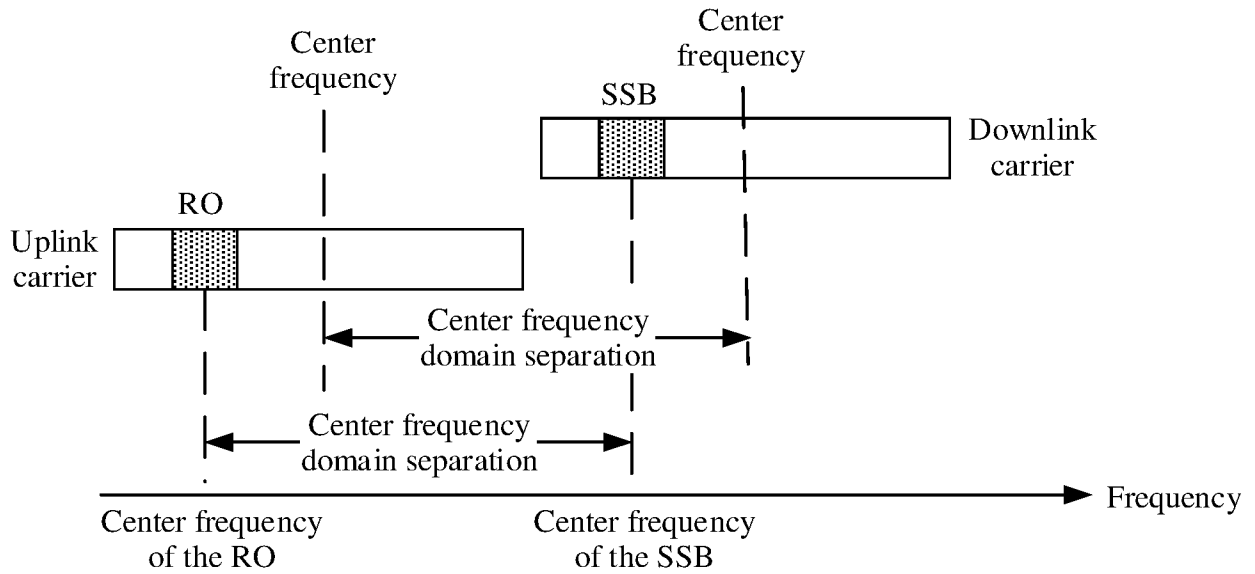 Center
frequency
Center
frequency
SSB
Downlink
carrier
RO
Uplink
carrier
Center frequency
domain separation
Center frequency
domain separation
Frequency
Center frequency
of the RO
Center frequency
of the SSB